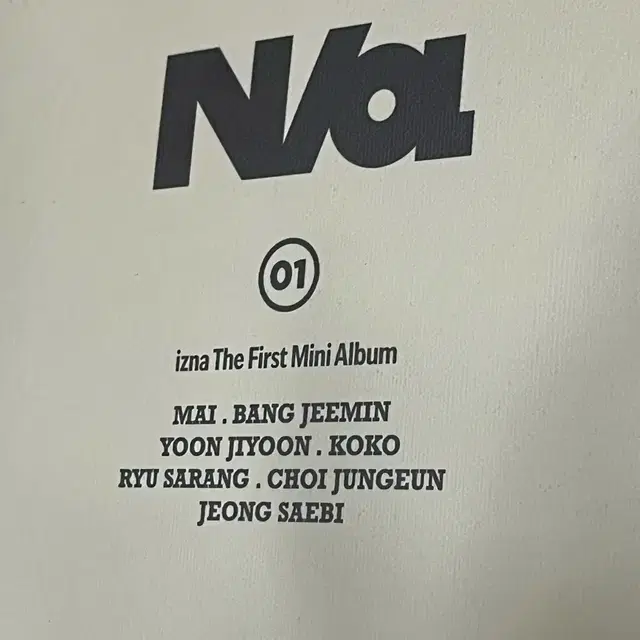 N/a
01
izna The First Mini Album
MAI . BANG JEEMIN
YOON JIYOON . KOKO
RYU SARANG . CHOI JUNGEUN
JEONG SAEBI